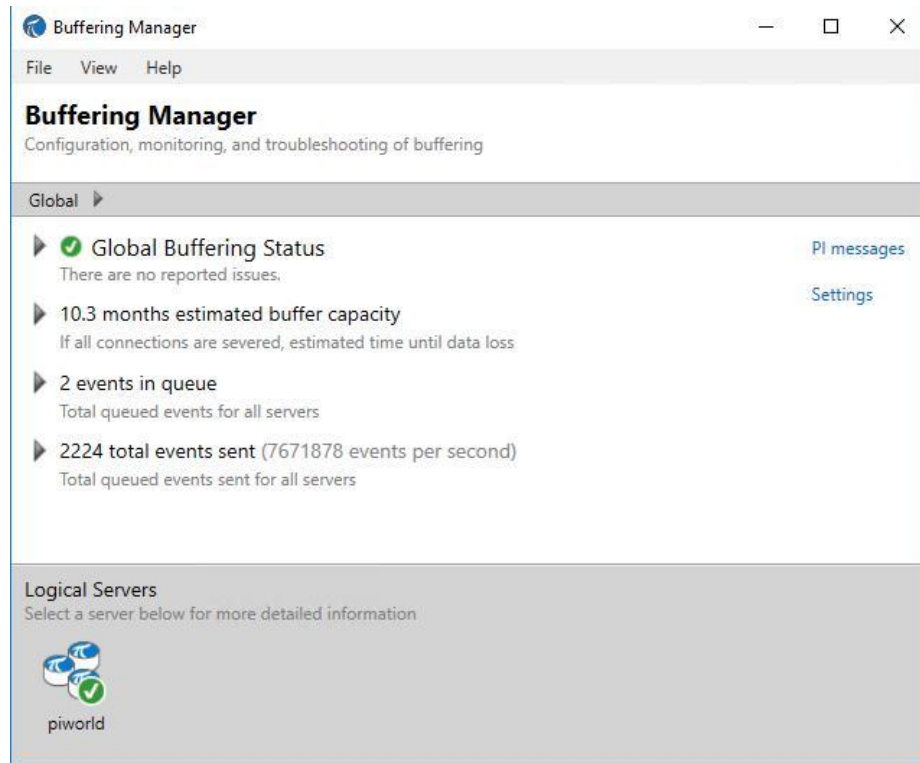 Buffering Manager
File View Help
Buffering Manager
Configuration, monitoring, and troubleshooting of buffering
Global
Global Buffering Status
There are no reported issues.
PI messages
Settings
10.3 months estimated buffer capacity
If all connections are severed, estimated time until data loss
2 events in queue
Total queued events for all servers
2224 total events sent (7671878 events per second)
Total queued events sent for all servers
Logical Servers
Select a server below for more detailed information
piworld